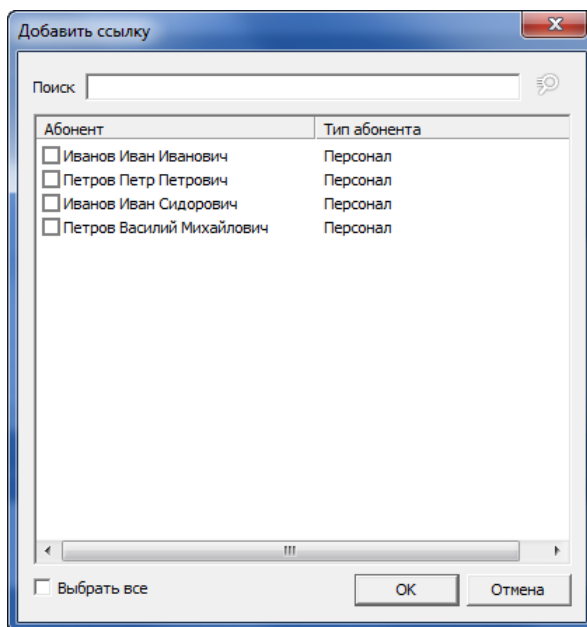 Добавить ссылку
Поиск
Абонент Тип абонента
Иванов Иван Иванович Персонал
Петров Петр Петрович Персонал
Иванов Иван Сидорович Персонал
Петров Василий Михайлович Персонал
Выбрать все ОК Отмена